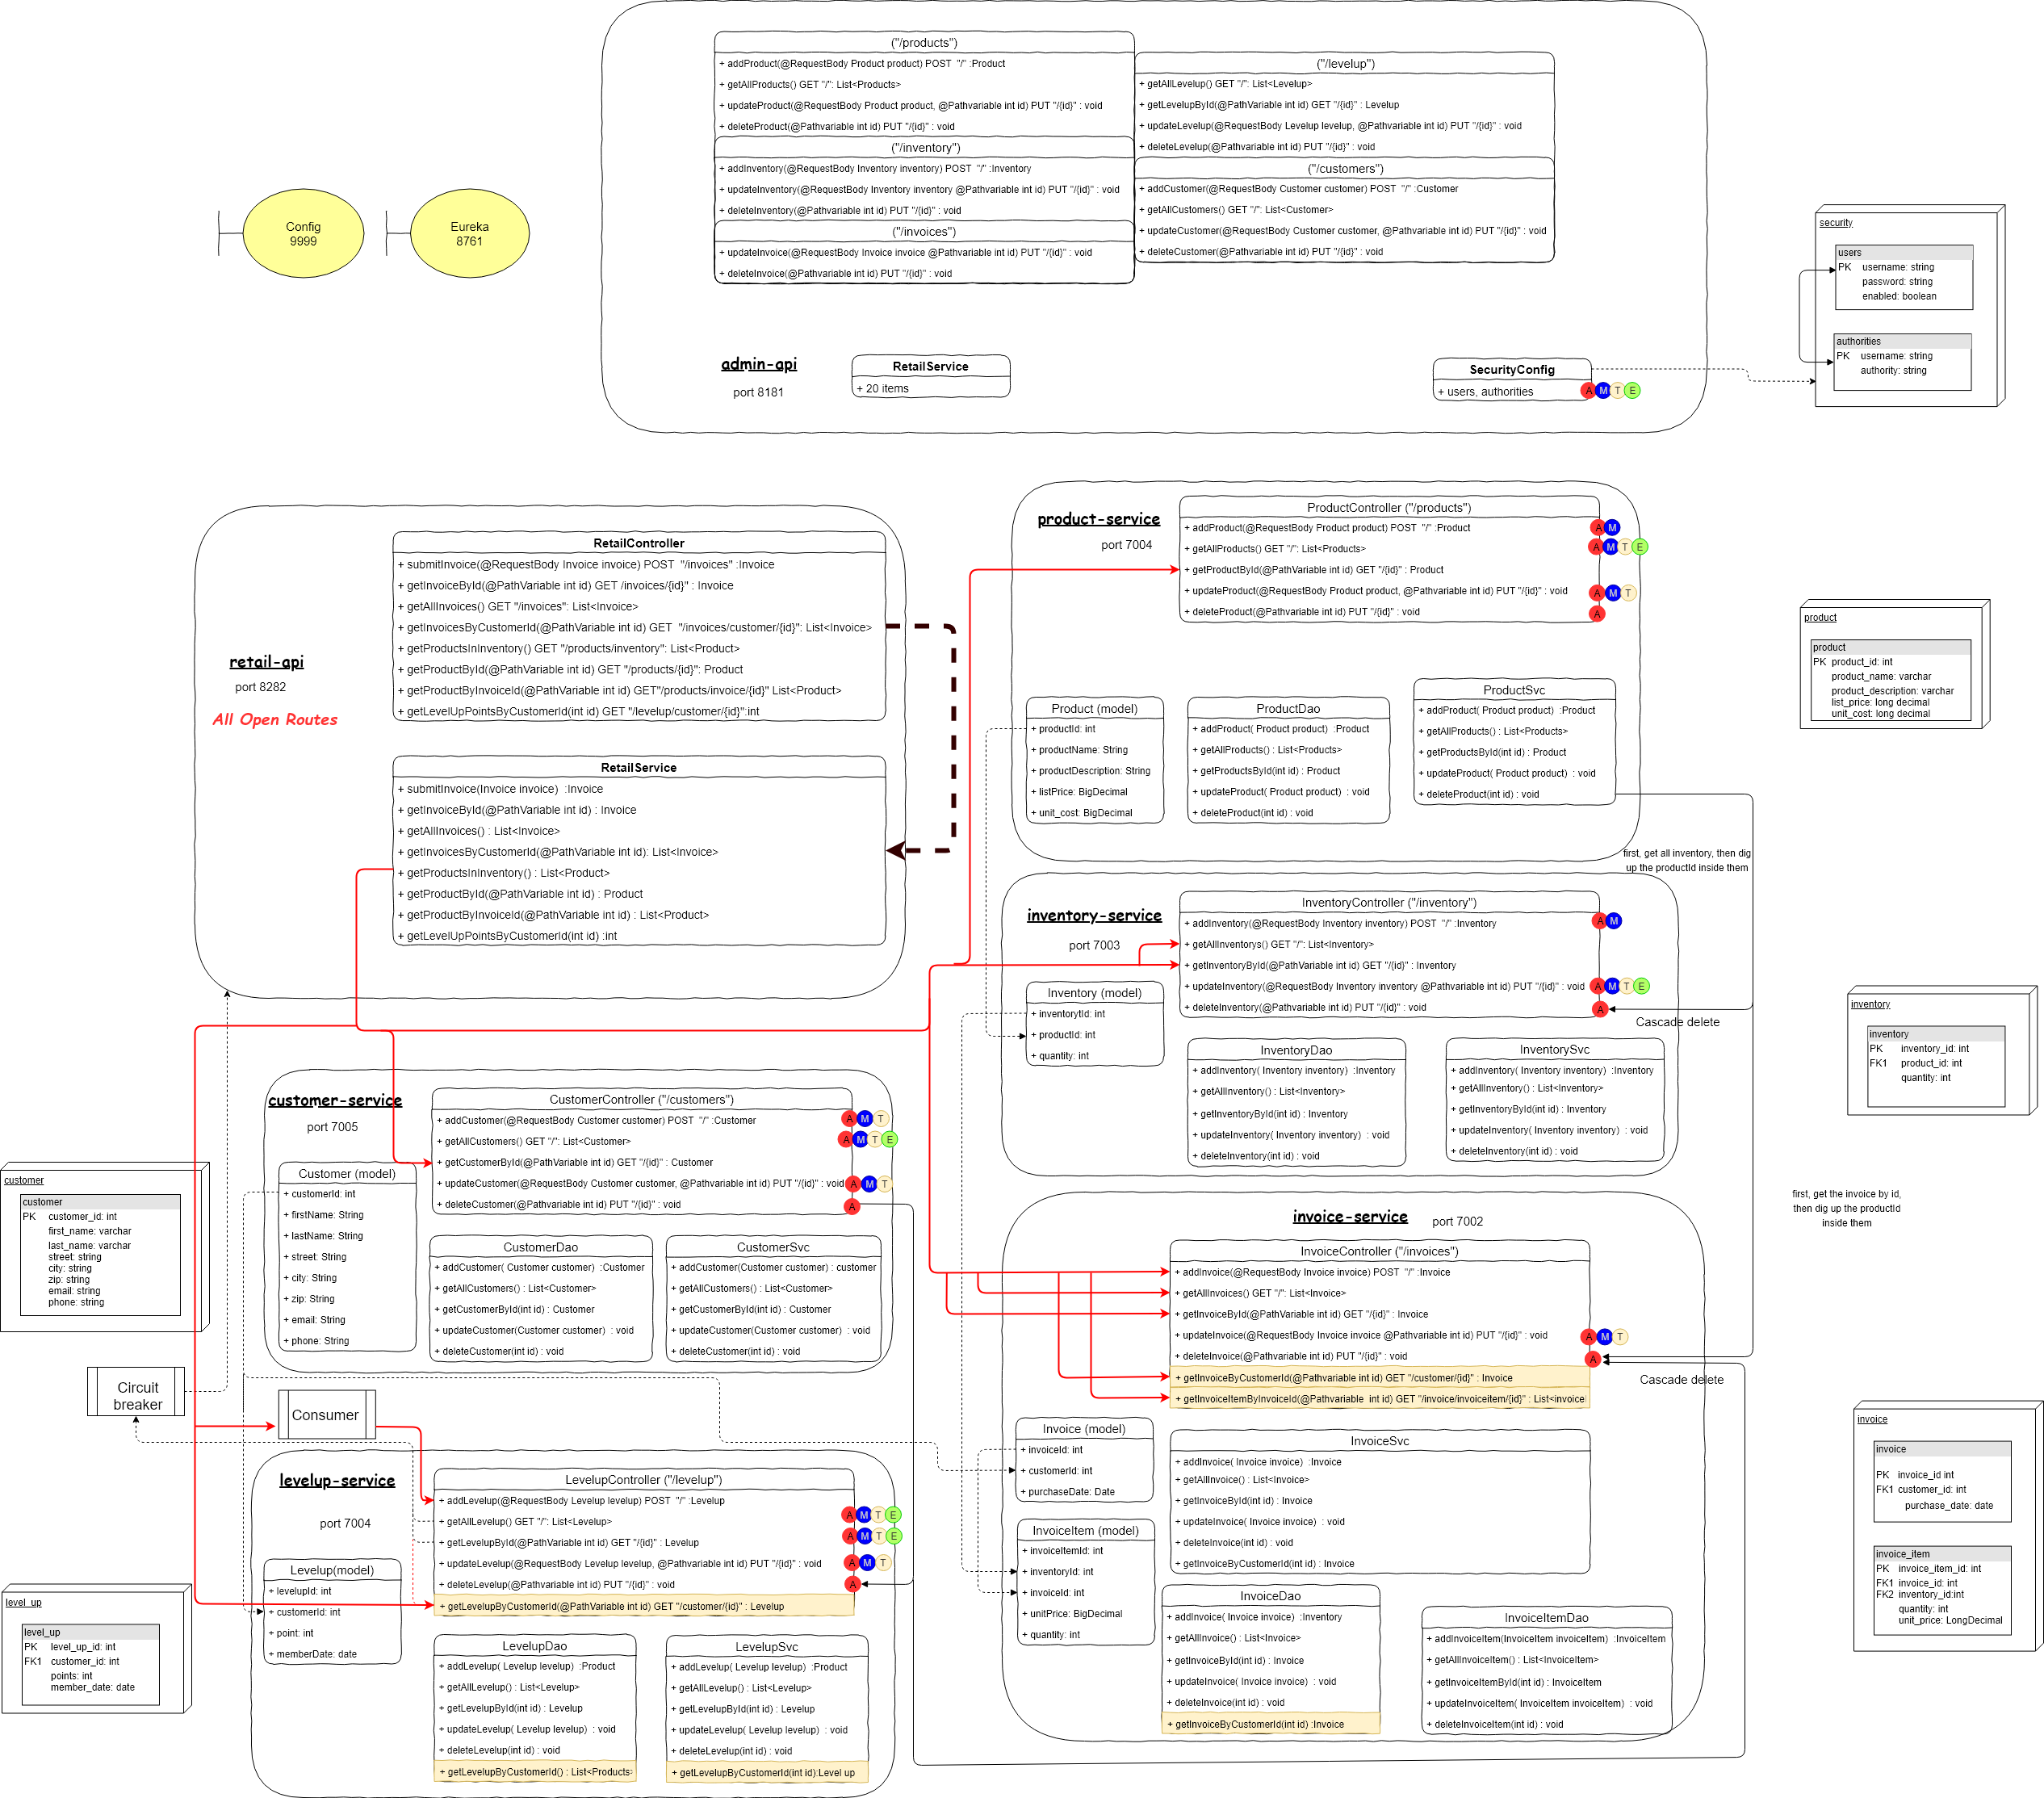 ("/products")
+ addProduct(@RequestBody Product product) POST "/" :Product
+ getAllProducts() GET "/": List<Products>
+ updateProduct(@RequestBody Product product, @Pathvariable int id) PUT "/{id}" : void
+ deleteProduct(@Pathvariable int id) PUT "/{id}" : void
("/inventory")
+ addInventory(@RequestBody Inventory inventory) POST "/" :Inventory
+ updateInventory(@RequestBody Inventory inventory @Pathvariable int id) PUT "/{id}" : void
+ deleteInventory(@Pathvariable int id) PUT "/{id}" : void
("/invoices")
+ updateInvoice(@RequestBody Invoice invoice @Pathvariable int id) PUT "/{id}" : void
+ deleteInvoice(@Pathvariable int id) PUT "/{id}" : void
("/levelup")
+ getAllLevelup() GET "/": List<Levelup>
+ getLevelupById(@PathVariable int id) GET "/{id}" : Levelup
+ updateLevelup(@RequestBody Levelup levelup, @Pathvariable int id) PUT "/{id}" : void
+ deleteLevelup(@Pathvariable int id) PUT "/{id}" : void
("/customers")
+ addCustomer(@RequestBody Customer customer) POST "/" :Customer
+ getAllCustomers() GET "/": List<Customer>
+ updateCustomer(@RequestBody Customer customer, @Pathvariable int id) PUT "/{id}" : void
+ deleteCustomer(@Pathvariable int id) PUT "/{id}" : void
Config
9999
Eureka
8761
admin-api
port 8181
RetailService
+ 20 items
SecurityConfig
+ users, authorities
A M T E
security
users
PK username: string
password: string
enabled: boolean
authorities
PK username: string
authority: string
retail-api
port 8282
All Open Routes
RetailController
+ submitInvoice(@RequestBody Invoice invoice) POST "/invoices" :Invoice
+ getInvoiceById(@PathVariable int id) GET /invoices/{id}" : Invoice
+ getAllInvoices() GET "/invoices": List<Invoice>
+ getInvoicesByCustomerId(@PathVariable int id) GET "/invoices/customer/{id}": List<Invoice>
+ getProductsInInventory() GET "/products/inventory": List<Product>
+ getProductById(@PathVariable int id) GET "/products/{id}": Product
+ getProductByInvoiceId(@PathVariable int id) GET"/products/invoice/{id}" List<Product>
+ getLevelUpPointsByCustomerId(int id) GET "/levelup/customer/{id}":int
RetailService
+ submitInvoice(Invoice invoice) :Invoice
+ getInvoiceById(@PathVariable int id) : Invoice
+ getAllInvoices() : List<Invoice>
+ getInvoicesByCustomerId(@PathVariable int id): List<Invoice>
+ getProductsInInventory() : List<Product>
+ getProductById(@PathVariable int id) : Product
+ getProductByInvoiceId(@PathVariable int id) : List<Product>
+ getLevelUpPointsByCustomerId(int id) :int
product-service
port 7004
ProductController ("/products")
+ addProduct(@RequestBody Product product) POST "/" :Product
A M
+ getAllProducts() GET "/": List<Products>
A M T E
+ getProductById(@PathVariable int id) GET "/{id}" : Product
+ updateProduct(@RequestBody Product product, @Pathvariable int id) PUT "/{id}" : void
A M T
+ deleteProduct(@Pathvariable int id) PUT "/{id}" : void
A
Product (model)
+ productId: int
+ productName: String
+ productDescription: String
+ listPrice: BigDecimal
+ unit_cost: BigDecimal
ProductDao
+ addProduct( Product product) :Product
+ getAllProducts() : List<Products>
+ getProductsById(int id) : Product
+ updateProduct( Product product) : void
+ deleteProduct(int id) : void
ProductSvc
+ addProduct( Product product) :Product
+ getAllProducts() : List<Products>
+ getProductsById(int id) : Product
+ updateProduct( Product product) : void
+ deleteProduct(int id) : void
first, get all inventory, then dig
up the productId inside them
product
product
PK product_id: int
product_name: varchar
product_description: varchar
list_price: long decimal
unit_cost: long decimal
inventory-service
port 7003
InventoryController ("/inventory")
+ addInventory(@RequestBody Inventory inventory) POST "/" :Inventory
A M
+ getAllInventorys() GET "/": List<Inventory>
+ getInventoryById(@PathVariable int id) GET "/{id}" : Inventory
+ updateInventory(@RequestBody Inventory inventory @Pathvariable int id) PUT "/{id}" : void
A M T E
+ deleteInventory(@Pathvariable int id) PUT "/{id}" : void
A
Cascade delete
Inventory (model)
+ inventorytId: int
+ productId: int
+ quantity: int
InventoryDao
+ addInventory( Inventory inventory) :Inventory
+ getAllInventory() : List<Inventory>
+ getInventoryById(int id) : Inventory
+ updateInventory( Inventory inventory) : void
+ deleteInventory(int id) : void
InventorySvc
+ addInventory( Inventory inventory) :Inventory
+ getAllInventory() : List<Inventory>
+ getInventoryById(int id) : Inventory
+ updateInventory( Inventory inventory) : void
+ deleteInventory(int id) : void
inventory
inventory
PK inventory_id: int
FK1 product_id: int
quantity: int
customer-service
port 7005
CustomerController ("/customers")
+ addCustomer(@RequestBody Customer customer) POST "/" :Customer
A M T
+ getAllCustomers() GET "/": List<Customer>
A M T E
+ getCustomerById(@PathVariable int id) GET "/{id}" : Customer
+ updateCustomer(@RequestBody Customer customer, @Pathvariable int id) PUT "/{id}" : void
A M T
+ deleteCustomer(@Pathvariable int id) PUT "/{id}" : void
A
Customer (model)
+ customerId: int
+ firstName: String
+ lastName: String
+ street: String
+ city: String
+ zip: String
+ email: String
+ phone: String
CustomerDao
+ addCustomer( Customer customer) :Customer
+ getAllCustomers() : List<Customer>
+ getCustomerById(int id) : Customer
+ updateCustomer(Customer customer) : void
+ deleteCustomer(int id) : void
CustomerSvc
+ addCustomer(Customer customer) : customer
+ getAllCustomers() : List<Customer>
+ getCustomerById(int id) : Customer
+ updateCustomer(Customer customer) : void
+ deleteCustomer(int id) : void
customer
customer
PK customer_id: int
first_name: varchar
last_name: varchar
street: string
city: string
zip: string
email: string
phone: string
Circuit
breaker
Consumer
first, get the invoice by id,
then dig up the productId
inside them
invoice-service
port 7002
InvoiceController ("/invoices")
+ addInvoice(@RequestBody Invoice invoice) POST "/" :Invoice
+ getAllInvoices() GET "/": List<Invoice>
+ getInvoiceById(@PathVariable int id) GET "/{id}" : Invoice
+ updateInvoice(@RequestBody Invoice invoice @Pathvariable int id) PUT "/{id}" : void
A M T
+ deleteInvoice(@Pathvariable int id) PUT "/{id}" : void
A
+ getInvoiceByCustomerId(@Pathvariable int id) GET "/customer/{id}" : Invoice
+ getInvoiceItemByInvoiceId(@Pathvariable int id) GET "/invoice/invoiceitem/{id}" : List<invoicel
Cascade delete
Invoice (model)
+ invoiceId: int
+ customerId: int
+ purchaseDate: Date
InvoiceItem (model)
+ invoiceItemId: int
+ inventoryId: int
+ invoiceId: int
+ unitPrice: BigDecimal
+ quantity: int
InvoiceSvc
+ addInvoice( Invoice invoice) :Invoice
+ getAllInvoice() : List<Invoice>
+ getInvoiceById(int id) : Invoice
+ updateInvoice( Invoice invoice) : void
+ deleteInvoice(int id) : void
+ getInvoiceByCustomerId(int id) : Invoice
InvoiceDao
+ addInvoice( Invoice invoice) :Inventory
+ getAllInvoice() : List<Invoice>
+ getInvoiceById(int id) : Invoice
+ updateInvoice( Invoice invoice) : void
+ deleteInvoice(int id) : void
+ getInvoiceByCustomerId(int id) :Invoice
InvoiceItemDao
+ addInvoiceItem(InvoiceItem invoiceItem) :InvoiceItem
+ getAllInvoiceItem() : List<InvoiceItem>
+ getInvoiceItemById(int id) : InvoiceItem
+ updateInvoiceItem( InvoiceItem invoiceItem) : void
+ deleteInvoiceItem(int id) : void
invoice
invoice
PK invoice_id int
FK1 customer_id: int
purchase_date: date
invoice_item
PK invoice_item_id: int
FK1 invoice_id: int
FK2 inventory_id:int
quantity: int
unit_price: LongDecimal
levelup-service
port 7004
LevelupController ("/levelup")
+ addLevelup(@RequestBody Levelup levelup) POST "/" :Levelup
A M T E
+ getAllLevelup() GET "/": List<Levelup>
+ getLevelupById(@PathVariable int id) GET "/{id}" : Levelup
A M T E
+ updateLevelup(@RequestBody Levelup levelup, @Pathvariable int id) PUT "/{id}" : void
A M T
+ deleteLevelup(@Pathvariable int id) PUT "/{id}" : void
A
+ getLevelupByCustomerId(@PathVariable int id) GET "/customer/{id}" : Levelup
Levelup(model)
+ levelupId: int
+ customerId: int
+ point: int
+ memberDate: date
LevelupDao
+ addLevelup( Levelup levelup) :Product
+ getAllLevelup() : List<Levelup>
+ getLevelupById(int id) : Levelup
+ updateLevelup( Levelup levelup) : void
+ deleteLevelup(int id) : void
+ getLevelupByCustomerId() : List<Products>
LevelupSvc
+ addLevelup( Levelup levelup) :Product
+ getAllLevelup() : List<Levelup>
+ getLevelupById(int id) : Levelup
+ updateLevelup( Levelup levelup) : void
+ deleteLevelup(int id) : void
+ getLevelupByCustomerId(int id):Level up
level_up
level_up
PK level_up_id: int
FK1 customer_id: int
points: int
member_date: date